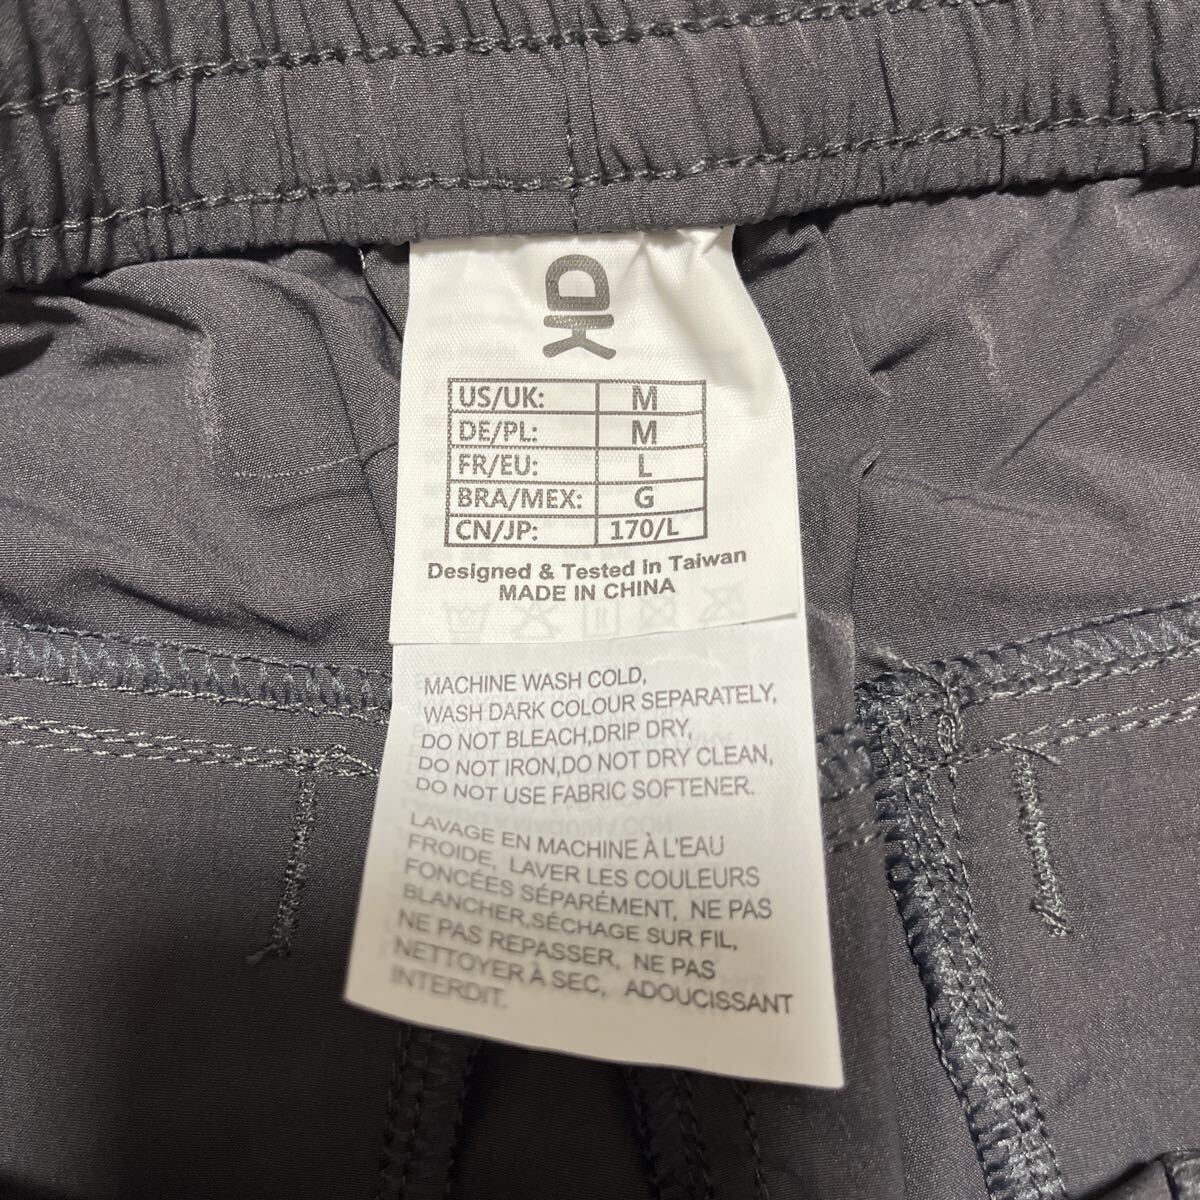 DK
US/UK: M
DE/PL: M
FR/EU: L
BRA/MEX: G
CN/JP: 170/L
Designed & Tested In Taiwan
MADE IN CHINA
MACHINE WASH COLD,
WASH DARK COLOUR SEPARATELY,
DO NOT BLEACH,DRIP DRY,
DO NOT IRON,DO NOT DRY CLEAN,
DO NOT USE FABRIC SOFTENER.
LAVAGE EN MACHINE À L'EAU
FROIDE, LAVER LES COULEURS
FONCÉES SÉPARÉMENT, NE PAS
BLANCHER,SÉCHAGE SUR FIL,
NE PAS REPASSER, NE PAS
NETTOYER À SEC, ADOUCISSANT
INTERDIT.